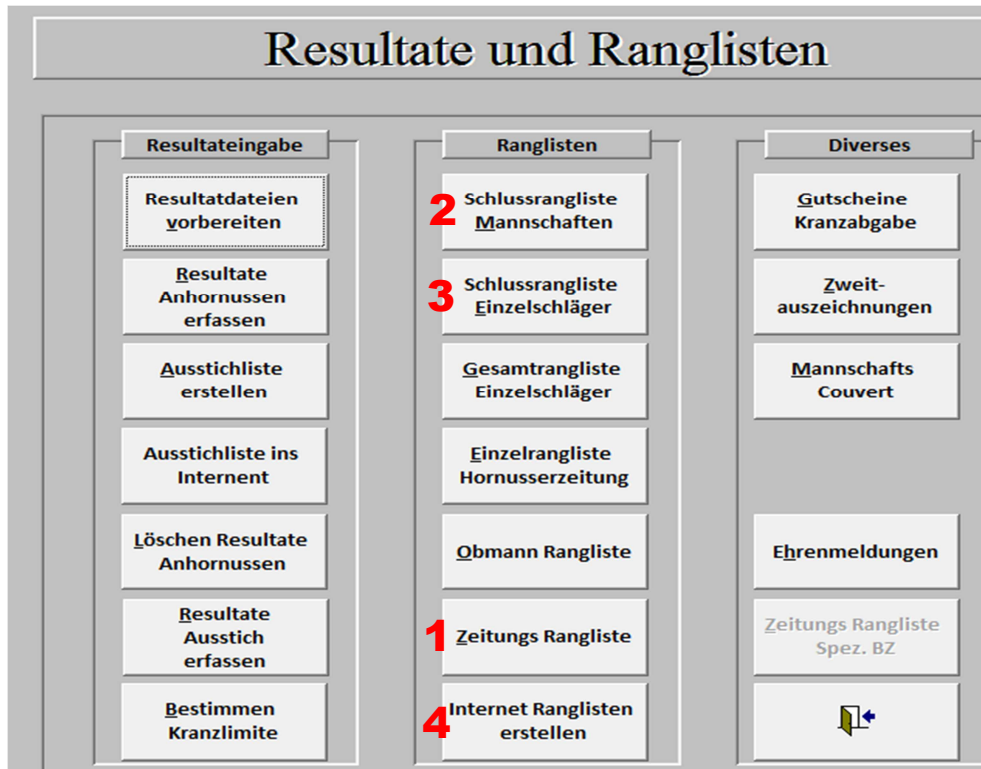 Resultate und Ranglisten
Resultateingabe
Resultatdateien
vorbereiten
Resultate
Anhornussen
erfassen
Ausstichliste
erstellen
Ausstichliste ins
Internent
Löschen Resultate
Anhornussen
Resultate
Ausstich
erfassen
Bestimmen
Kranzlimite
Ranglisten
2 Schlussrangliste
Mannschaften
3 Schlussrangliste
Einzelschläger
Gesamtrangliste
Einzelschläger
Einzelrangliste
Hornusserzeitung
Obmann Rangliste
1 Zeitungs Rangliste
4 Internet Ranglisten
erstellen
Diverses
Gutscheine
Kranzabgabe
Zweit-
auszeichnungen
Mannschafts
Couvert
Ehrenmeldungen
Zeitungs Rangliste
Spez. BZ